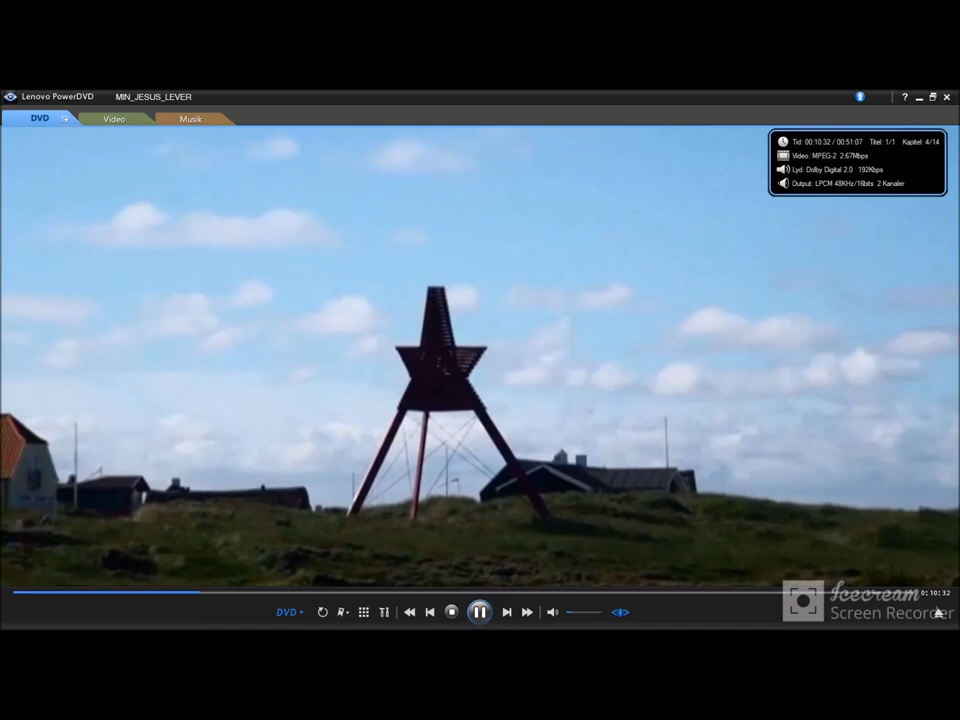 Lenovo PowerDVD MIN_JESUS_LEVER ?
DVD Video Musik
Tid: 00:10:32 / 00:51:07 Titel: 1/1 Kapitel: 4/14
Video: MPEG-2 2.67Mbps
Lyd: Dolby Digital 2.0 192Kbps
Output: LPCM 48KHz/16bits 2 Kanaler
0:10:32
DVD
Icecream
Screen Recorder